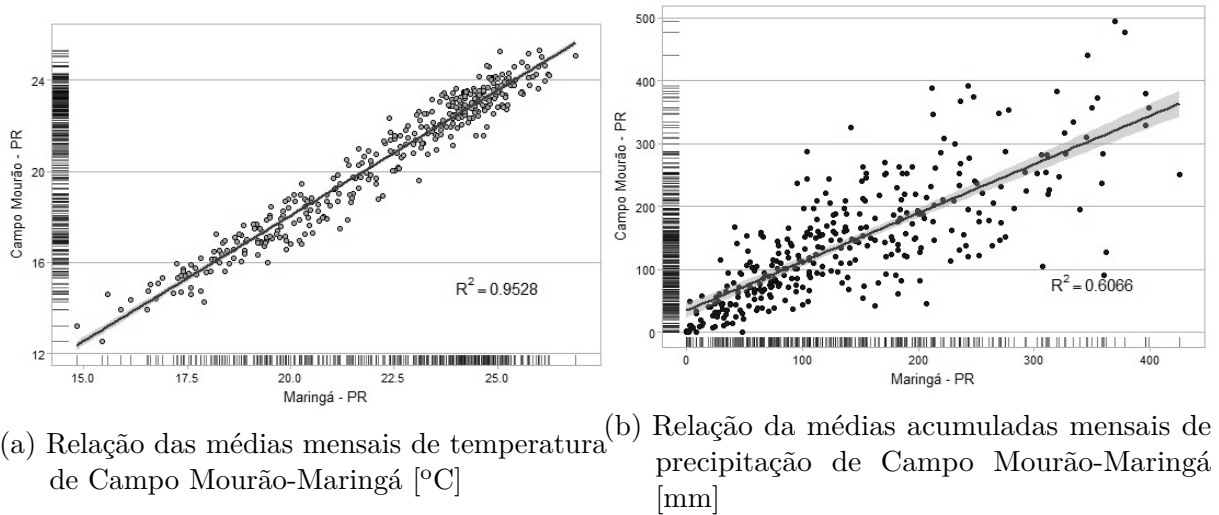 24
20
16
12
Campo Mourão - PR
R² = 0.9528
15.0 17.5 20.0 22.5 25.0
Maringá - PR
(a) Relação das médias mensais de temperatura
de Campo Mourão-Maringá [ºC]
500
400
300
200
100
0
Campo Mourão - PR
R² = 0.6066
0 100 200 300 400
Maringá - PR
(b) Relação da médias acumuladas mensais de
precipitação de Campo Mourão-Maringá
[mm]